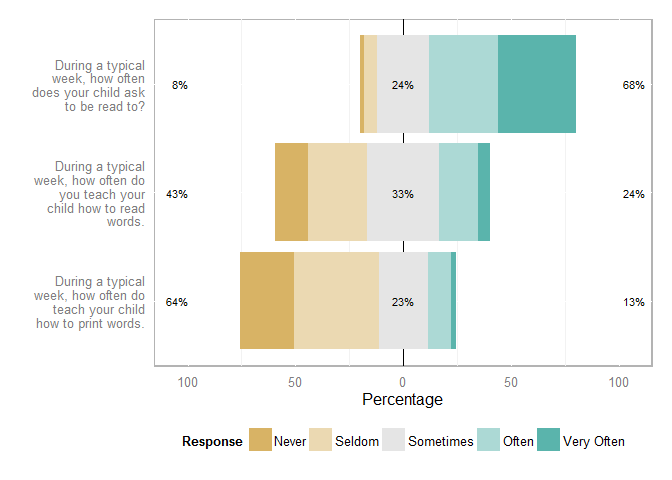 During a typical
week, how often
does your child ask
to be read to?
8%
24%
68%
During a typical
week, how often do
you teach your
child how to read
words.
43%
33%
24%
During a typical
week, how often do
teach your child
how to print words.
64%
23%
13%
100 50 0 50 100
Percentage
Response Never Seldom Sometimes Often Very Often